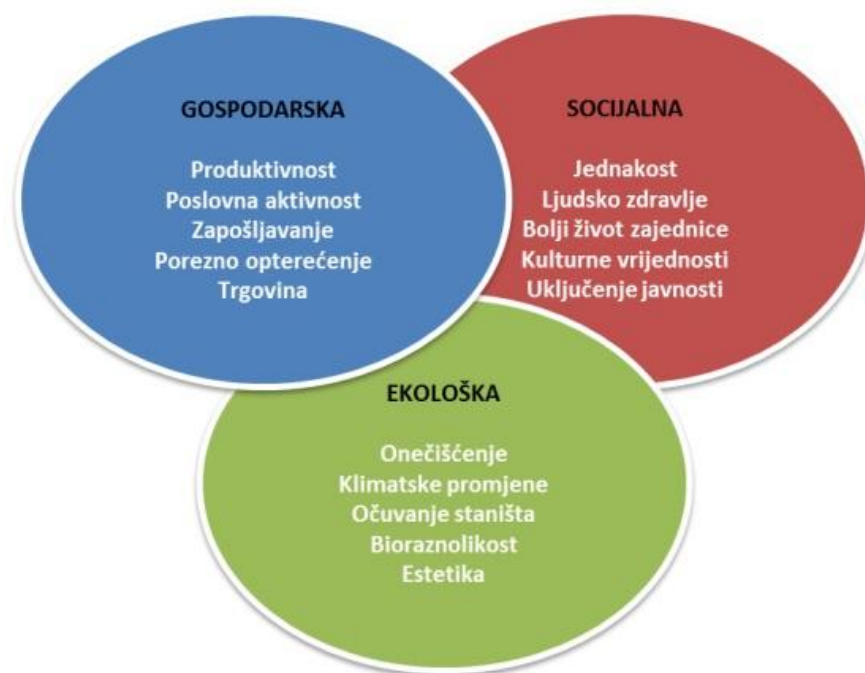 GOSPODARSKA
Produktivnost
Poslovna aktivnost
Zapošljavanje
Porezno opterećenje
Trgovina
SOCIJALNA
Jednakost
Ljudsko zdravlje
Bolji život zajednice
Kulturne vrijednosti
Uključenje javnosti
EKOLOŠKA
Onečišćenje
Klimatske promjene
Očuvanje staništa
Bioraznolikost
Estetika